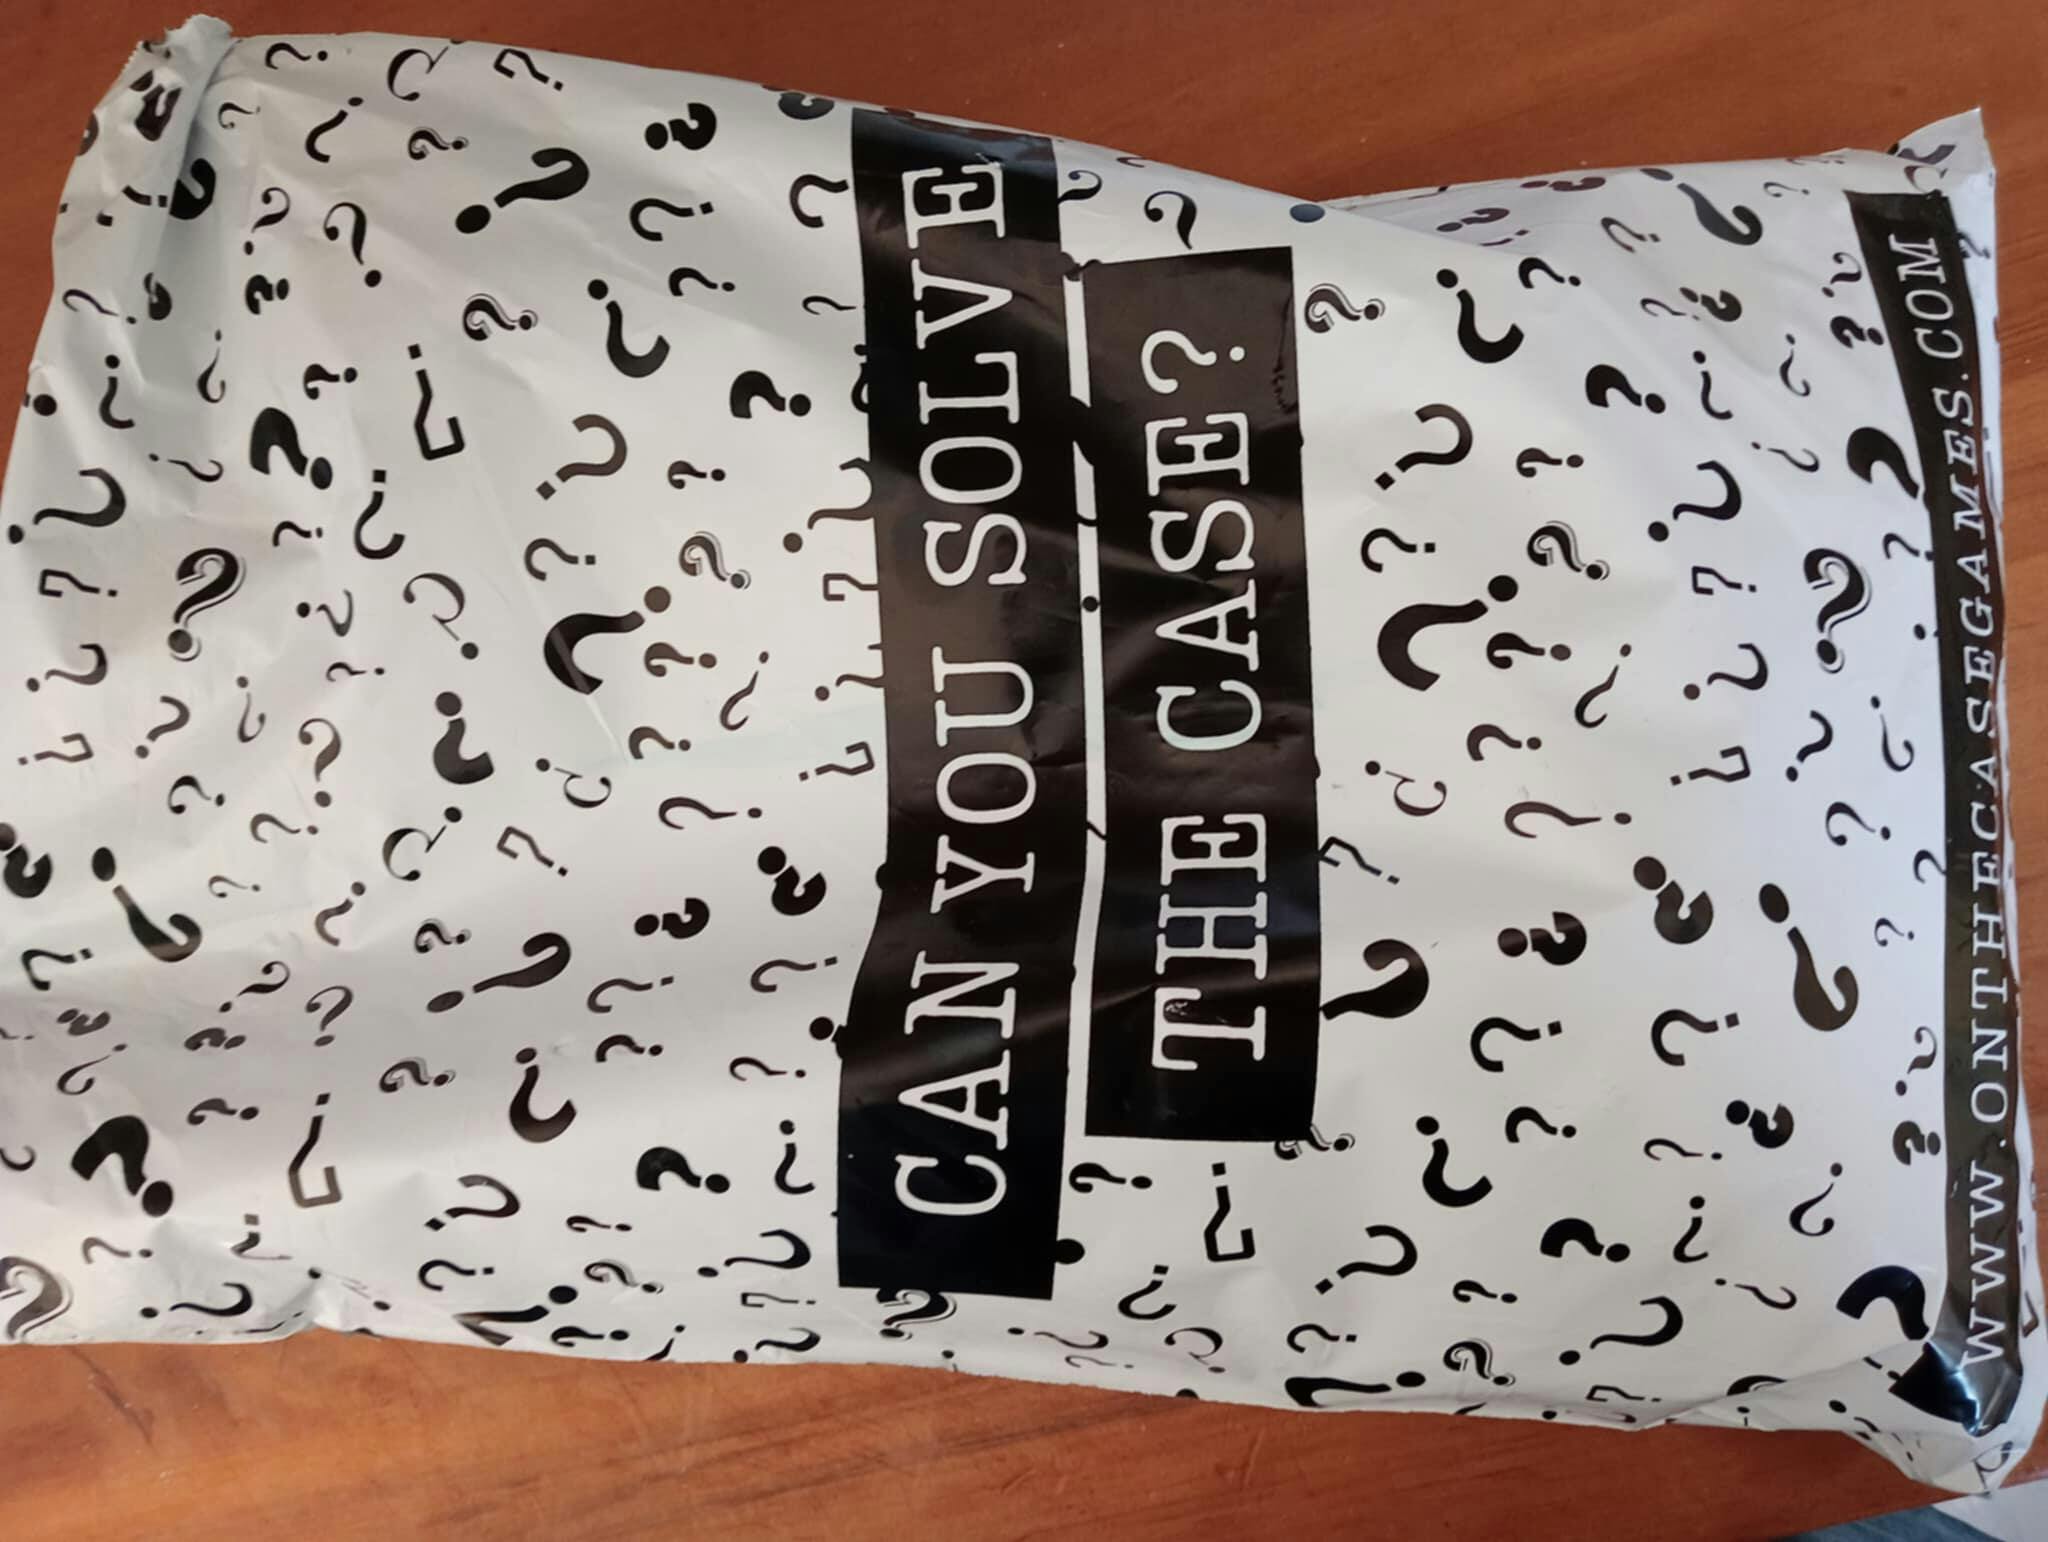 CAN YOU SOLVE
THE CASE?
WWW.ONTHECASEGAMES.COM